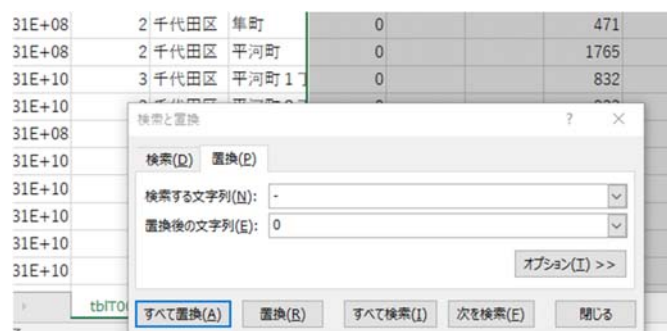 31E+08 2 千代田区 隼町 0 471
31E+08 2 千代田区 平河町 0 1765
31E+10 3 千代田区 平河町1丁 0 832
31E+10
31E+08
31E+10
31E+10
31E+10
31E+10
31E+10
検索と置換 ? ×
検索(D) 置換(P)
検索する文字列(N): -
置換後の文字列(E): 0
オプション(T) >>
tblT00
すべて置換(A) 置換(R) すべて検索(I) 次を検索(F) 閉じる